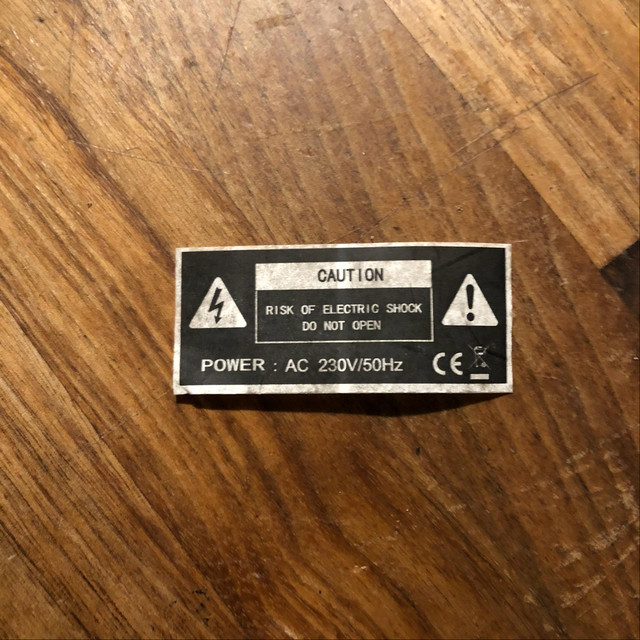 CAUTION
RISK OF ELECTRIC SHOCK
DO NOT OPEN
POWER : AC 230V/50Hz CE